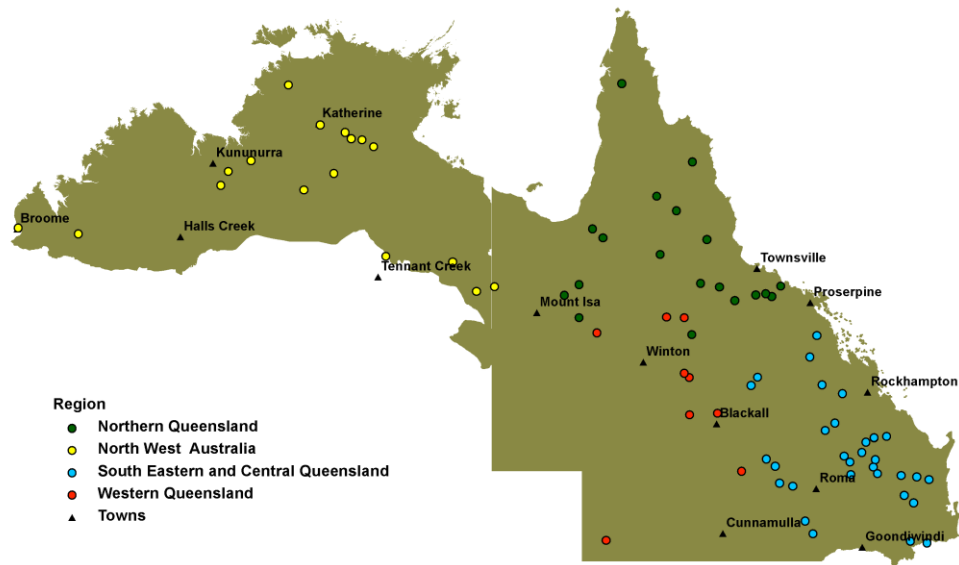 Katherine
Kununurra
Broome
Halls Creek
Tennant Creek
Townsville
Mount Isa
Proserpine
Winton
Rockhampton
Blackall
Roma
Cunnamulla
Goondiwindi
Region
Northern Queensland
North West Australia
South Eastern and Central Queensland
Western Queensland
Towns